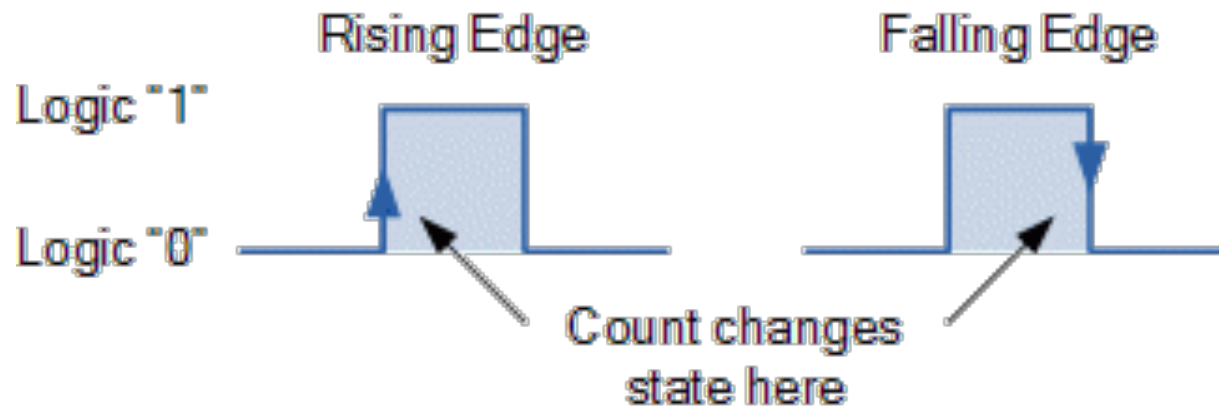 Rising Edge
Falling Edge
Logic "1"
Logic "0"
Count changes
state here